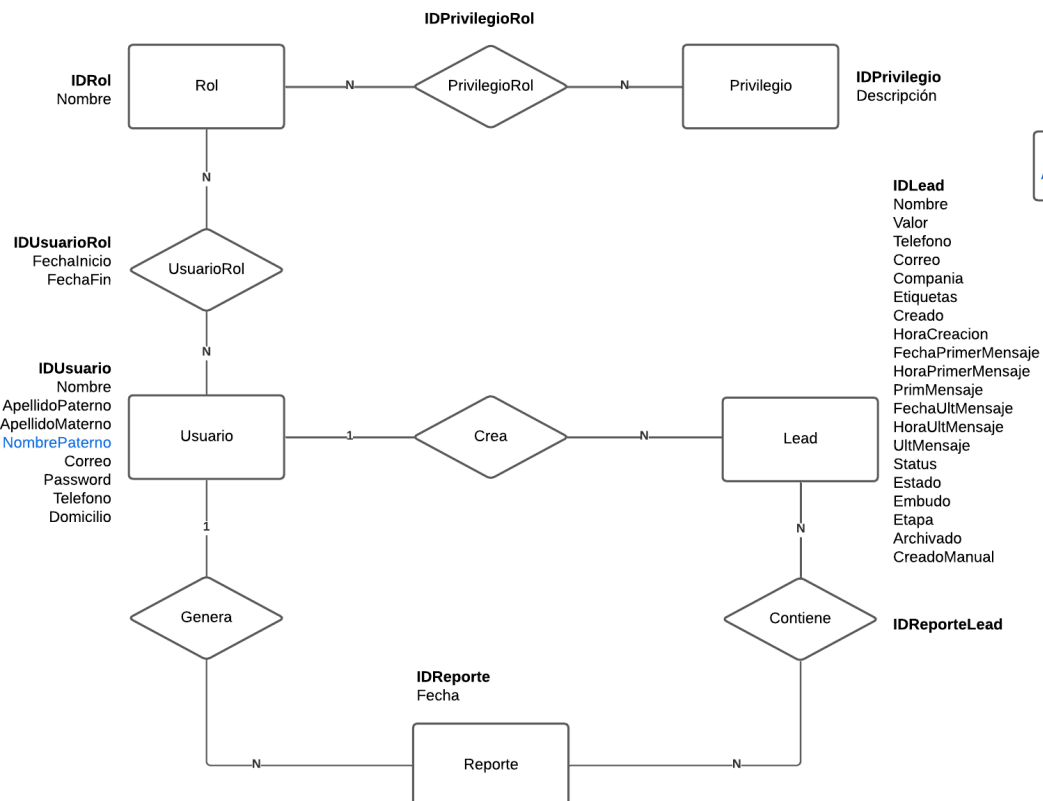 IDPrivilegioRol
IDRol
Nombre
Rol
N
PrivilegioRol
N
Privilegio
IDPrivilegio
Descripción
N
IDUsuarioRol
FechaInicio
FechaFin
UsuarioRol
N
IDUsuario
Nombre
ApellidoPaterno
ApellidoMaterno
NombrePaterno
Correo
Password
Telefono
Domicilio
Usuario
1
Crea
N
Lead
IDLead
Nombre
Valor
Telefono
Correo
Compania
Etiquetas
Creado
HoraCreacion
FechaPrimerMensaje
HoraPrimerMensaje
PrimMensaje
FechaUltMensaje
HoraUltMensaje
UltMensaje
Status
Estado
Embudo
Etapa
Archivado
CreadoManual
1
N
Genera
Contiene
IDReporteLead
IDReporte
Fecha
N
Reporte
N